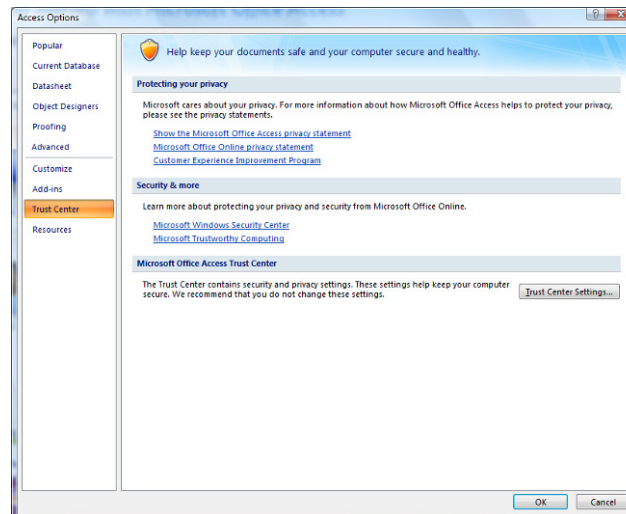 Access Options
Popular
Current Database
Datasheet
Object Designers
Proofing
Advanced
Customize
Add-ins
Trust Center
Resources
Help keep your documents safe and your computer secure and healthy.
Protecting your privacy
Microsoft cares about your privacy. For more information about how Microsoft Office Access helps to protect your privacy,
please see the privacy statements.
Show the Microsoft Office Access privacy statement
Microsoft Office Online privacy statement
Customer Experience Improvement Program
Security & more
Learn more about protecting your privacy and security from Microsoft Office Online.
Microsoft Windows Security Center
Microsoft Trustworthy Computing
Microsoft Office Access Trust Center
The Trust Center contains security and privacy settings. These settings help keep your computer
secure. We recommend that you do not change these settings.
Trust Center Settings...
OK
Cancel